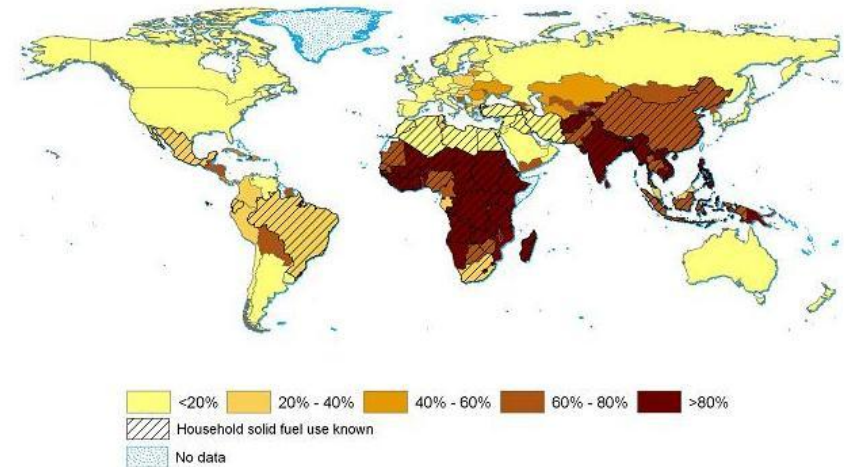 <20% 20% - 40% 40% - 60% 60% - 80% >80%
Household solid fuel use known
No data